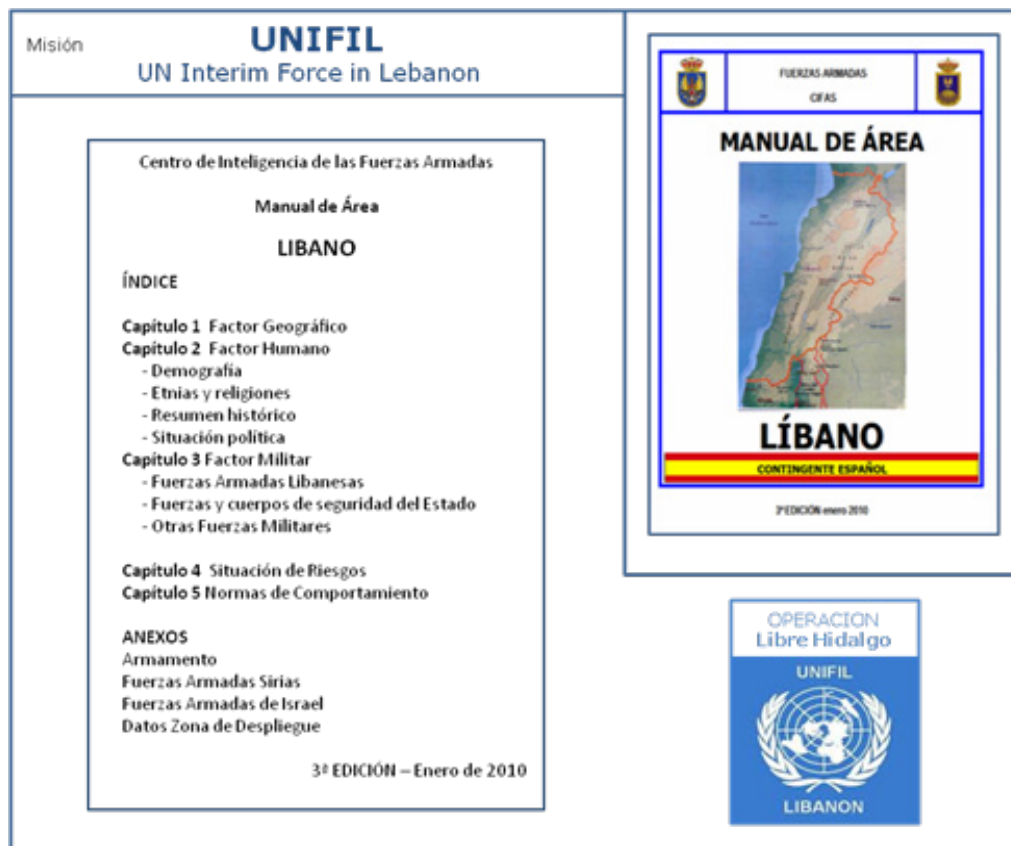 Misión
UNIFIL
UN Interim Force in Lebanon
Centro de Inteligencia de las Fuerzas Armadas
Manual de Área
LIBANO
ÍNDICE
Capítulo 1 Factor Geográfico
Capítulo 2 Factor Humano
- Demografía
- Etnias y religiones
- Resumen histórico
- Situación política
Capítulo 3 Factor Militar
- Fuerzas Armadas Libanesas
- Fuerzas y cuerpos de seguridad del Estado
- Otras Fuerzas Militares
Capítulo 4 Situación de Riesgos
Capítulo 5 Normas de Comportamiento
ANEXOS
Armamento
Fuerzas Armadas Sirias
Fuerzas Armadas de Israel
Datos Zona de Despliegue
3ª EDICIÓN – Enero de 2010
FUERZAS ARMADAS
CIFAS
MANUAL DE ÁREA
LÍBANO
CONTINGENTE ESPAÑOL
3ª EDICIÓN enero 2010
OPERACION
Libre Hidalgo
UNIFIL
LIBANON